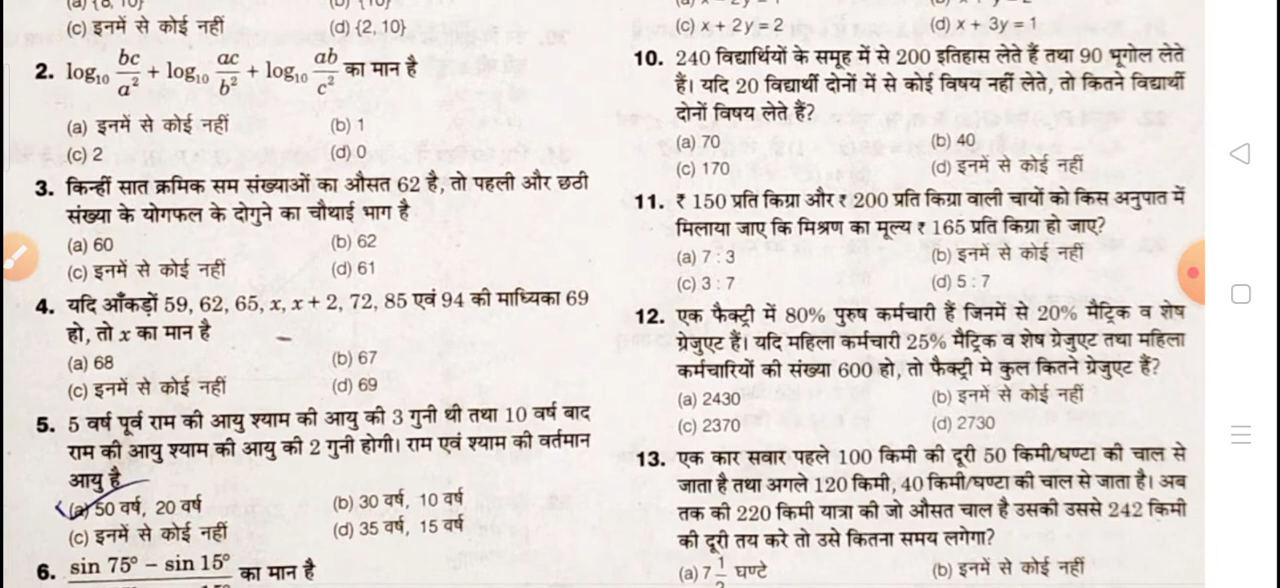 (c) इनमें से कोई नहीं
(d) {2, 10}
2. log₁₀ bc/a² + log₁₀ ac/b² + log₁₀ ab/c² का मान है
(a) इनमें से कोई नहीं
(b) 1
(c) 2
(d) 0
3. किन्हीं सात क्रमिक सम संख्याओं का औसत 62 है, तो पहली और छठी
संख्या के योगफल के दोगुने का चौथाई भाग है
(a) 60
(b) 62
(c) इनमें से कोई नहीं
(d) 61
4. यदि आँकड़ों 59, 62, 65, x, x + 2, 72, 85 एवं 94 की माध्यिका 69
हो, तो x का मान है
(a) 68
(b) 67
(c) इनमें से कोई नहीं
(d) 69
5. 5 वर्ष पूर्व राम की आयु श्याम की आयु की 3 गुनी थी तथा 10 वर्ष बाद
राम की आयु श्याम की आयु की 2 गुनी होगी। राम एवं श्याम की वर्तमान
आयु है
(a) 50 वर्ष, 20 वर्ष
(b) 30 वर्ष, 10 वर्ष
(c) इनमें से कोई नहीं
(d) 35 वर्ष, 15 वर्ष
6. sin 75° − sin 15° का मान है
(c) x + 2y = 2
(d) x + 3y = 1
10. 240 विद्यार्थियों के समूह में से 200 इतिहास लेते हैं तथा 90 भूगोल लेते
हैं। यदि 20 विद्यार्थी दोनों में से कोई विषय नहीं लेते, तो कितने विद्यार्थी
दोनों विषय लेते हैं?
(a) 70
(b) 40
(c) 170
(d) इनमें से कोई नहीं
11. ₹ 150 प्रति किग्रा और ₹ 200 प्रति किग्रा वाली चायों को किस अनुपात में
मिलाया जाए कि मिश्रण का मूल्य ₹ 165 प्रति किग्रा हो जाए?
(a) 7 : 3
(b) इनमें से कोई नहीं
(c) 3 : 7
(d) 5 : 7
12. एक फैक्ट्री में 80% पुरुष कर्मचारी हैं जिनमें से 20% मैट्रिक व शेष
ग्रेजुएट हैं। यदि महिला कर्मचारी 25% मैट्रिक व शेष ग्रेजुएट तथा महिला
कर्मचारियों की संख्या 600 हो, तो फैक्ट्री मे कुल कितने ग्रेजुएट हैं?
(a) 2430
(b) इनमें से कोई नहीं
(c) 2370
(d) 2730
13. एक कार सवार पहले 100 किमी की दूरी 50 किमी/घण्टा की चाल से
जाता है तथा अगले 120 किमी, 40 किमी/घण्टा की चाल से जाता है। अब
तक की 220 किमी यात्रा की जो औसत चाल है उसकी उससे 242 किमी
की दूरी तय करे तो उसे कितना समय लगेगा?
(a) 7 1/2 घण्टे
(b) इनमें से कोई नहीं